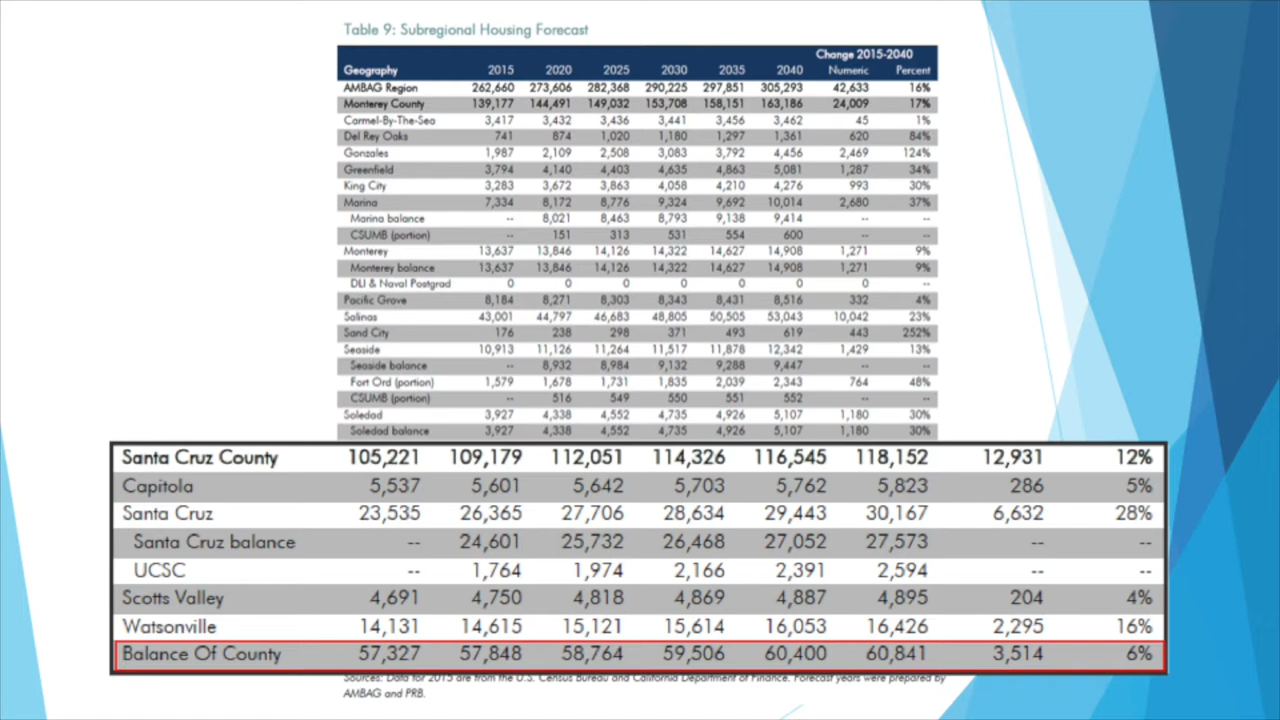 Table 9: Subregional Housing Forecast
Change 2015-2040
Geography 2015 2020 2025 2030 2035 2040 Numeric Percent
AMBAG Region 262,660 273,606 282,368 290,225 297,851 305,293 42,633 16%
Monterey County 139,177 144,491 149,032 153,708 158,151 163,186 24,009 17%
Carmel-By-The-Sea 3,417 3,432 3,436 3,441 3,456 3,462 45 1%
Del Rey Oaks 741 874 1,020 1,180 1,297 1,361 620 84%
Gonzales 1,987 2,109 2,508 3,083 3,792 4,456 2,469 124%
Greenfield 3,794 4,140 4,403 4,635 4,863 5,081 1,287 34%
King City 3,283 3,672 3,863 4,058 4,210 4,276 993 30%
Marina 7,334 8,172 8,776 9,324 9,692 10,014 2,680 37%
Marina balance -- 8,021 8,463 8,793 9,138 9,414 -- --
CSUMB (portion) -- 151 313 531 554 600 -- --
Monterey 13,637 13,846 14,126 14,322 14,627 14,908 1,271 9%
Monterey balance 13,637 13,846 14,126 14,322 14,627 14,908 1,271 9%
DLI & Naval Postgrad 0 0 0 0 0 0 0 --
Pacific Grove 8,184 8,271 8,303 8,343 8,431 8,516 332 4%
Salinas 43,001 44,797 46,683 48,805 50,505 53,043 10,042 23%
Sand City 176 238 298 371 493 619 443 252%
Seaside 10,913 11,126 11,264 11,517 11,878 12,342 1,429 13%
Seaside balance -- 8,932 8,984 9,132 9,288 9,447 -- --
Fort Ord (portion) 1,579 1,678 1,731 1,835 2,039 2,343 764 48%
CSUMB (portion) -- 516 549 550 551 552 -- --
Soledad 3,927 4,338 4,552 4,735 4,926 5,107 1,180 30%
Soledad balance 3,927 4,338 4,552 4,735 4,926 5,107 1,180 30%
Santa Cruz County 105,221 109,179 112,051 114,326 116,545 118,152 12,931 12%
Capitola 5,537 5,601 5,642 5,703 5,762 5,823 286 5%
Santa Cruz 23,535 26,365 27,706 28,634 29,443 30,167 6,632 28%
Santa Cruz balance -- 24,601 25,732 26,468 27,052 27,573 -- --
UCSC -- 1,764 1,974 2,166 2,391 2,594 -- --
Scotts Valley 4,691 4,750 4,818 4,869 4,887 4,895 204 4%
Watsonville 14,131 14,615 15,121 15,614 16,053 16,426 2,295 16%
Balance Of County 57,327 57,848 58,764 59,506 60,400 60,841 3,514 6%
Sources: Data for 2015 are from the U.S. Census Bureau and California Department of Finance. Forecast years were prepared by
AMBAG and PRB.